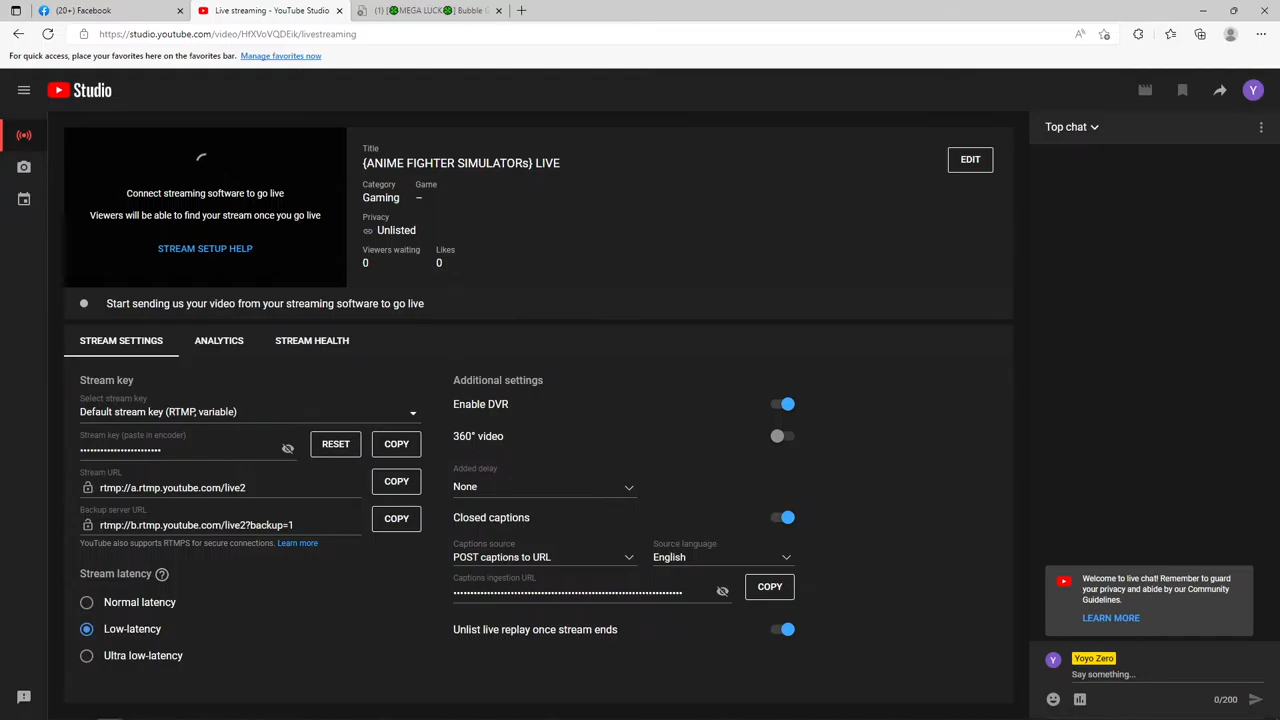 (20+) Facebook
Live streaming - YouTube Studio
(1) [🍀MEGA LUCK🍀] Bubble G
https://studio.youtube.com/video/HfXVoVQDEik/livestreaming
For quick access, place your favorites here on the favorites bar. Manage favorites now
Studio
Y
Connect streaming software to go live
Viewers will be able to find your stream once you go live
STREAM SETUP HELP
Title
{ANIME FIGHTER SIMULATORs} LIVE
EDIT
Category Game
Gaming –
Privacy
Unlisted
Viewers waiting Likes
0 0
Start sending us your video from your streaming software to go live
STREAM SETTINGS ANALYTICS STREAM HEALTH
Stream key
Select stream key
Default stream key (RTMP, variable)
Stream key (paste in encoder)
••••••••••••••••••••••••
RESET COPY
Stream URL
rtmp://a.rtmp.youtube.com/live2
COPY
Backup server URL
rtmp://b.rtmp.youtube.com/live2?backup=1
COPY
YouTube also supports RTMPS for secure connections. Learn more
Stream latency
Normal latency
Low-latency
Ultra low-latency
Additional settings
Enable DVR
360° video
Added delay
None
Closed captions
Captions source Source language
POST captions to URL English
Captions ingestion URL
COPY
Unlist live replay once stream ends
Top chat
Welcome to live chat! Remember to guard
your privacy and abide by our Community
Guidelines.
LEARN MORE
Y
Yoyo Zero
Say something...
0/200